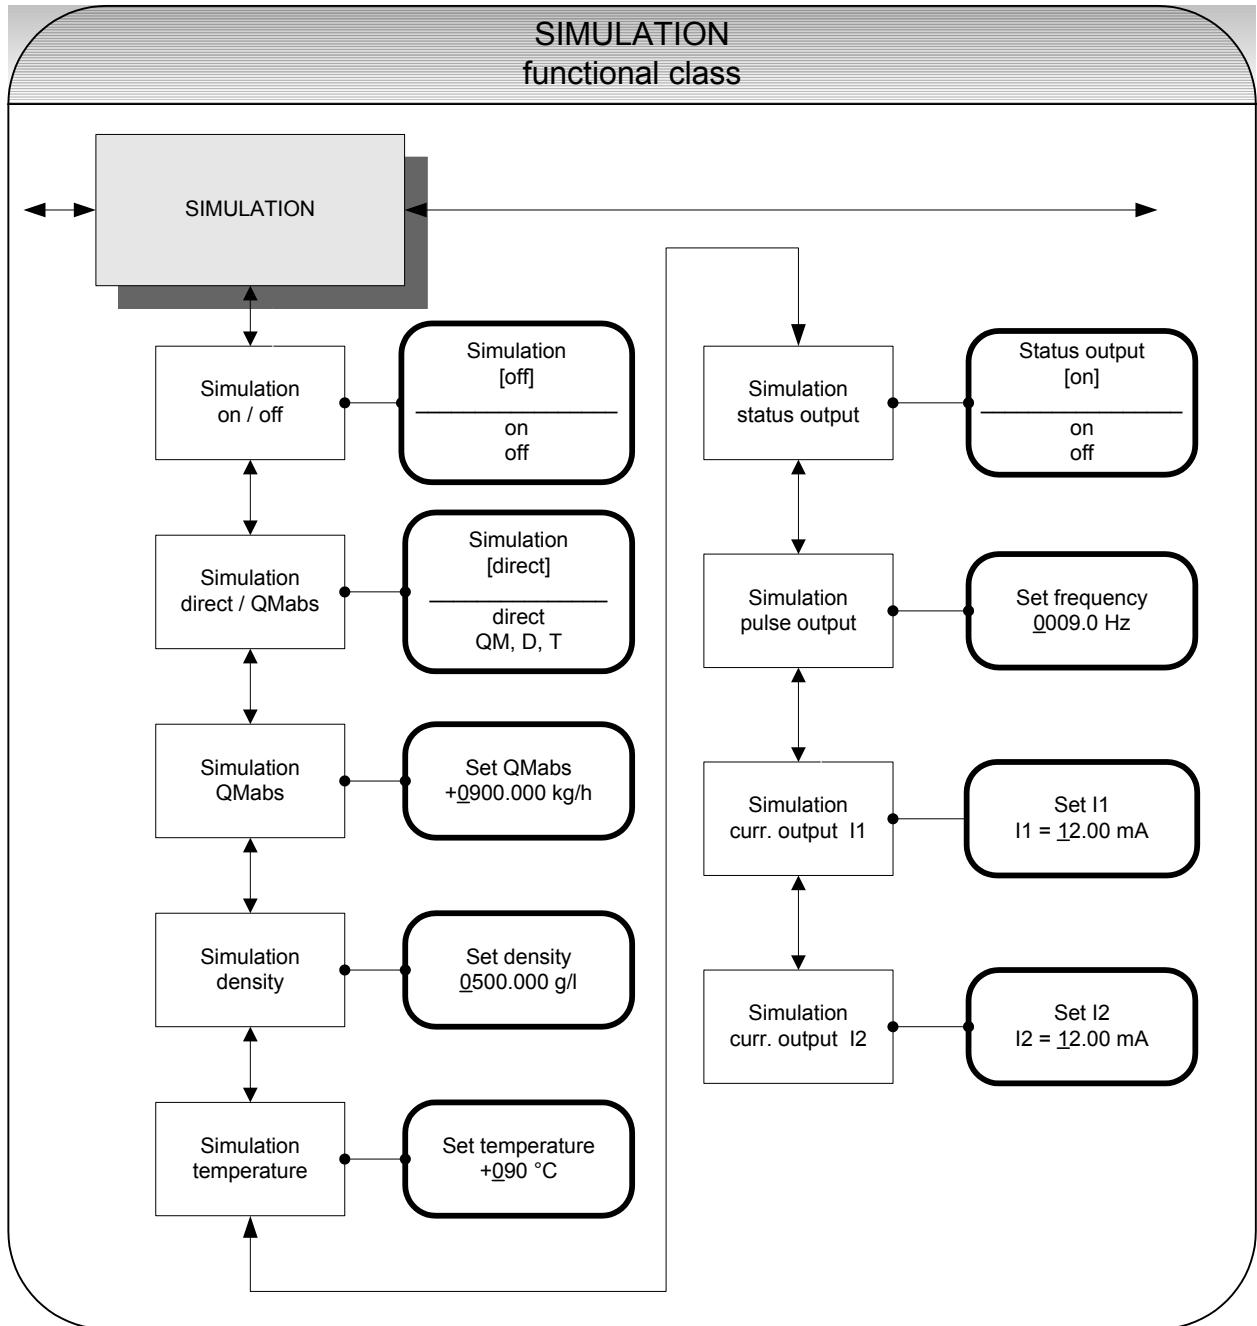 SIMULATION
functional class
SIMULATION
Simulation
on / off
Simulation
[off]
on
off
Simulation
direct / QMabs
Simulation
[direct]
direct
QM, D, T
Simulation
QMabs
Set QMabs
+0900.000 kg/h
Simulation
density
Set density
0500.000 g/l
Simulation
temperature
Set temperature
+090 °C
Simulation
status output
Status output
[on]
on
off
Simulation
pulse output
Set frequency
0009.0 Hz
Simulation
curr. output I1
Set I1
I1 = 12.00 mA
Simulation
curr. output I2
Set I2
I2 = 12.00 mA